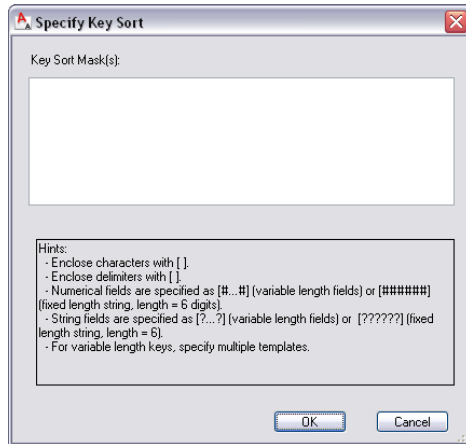 Specify Key Sort
Key Sort Mask(s):
Hints:
- Enclose characters with [ ].
- Enclose delimiters with [ ].
- Numerical fields are specified as [#...#] (variable length fields) or [######]
(fixed length string, length = 6 digits).
- String fields are specified as [?...?] (variable length fields) or [??????] (fixed
length string, length = 6).
- For variable length keys, specify multiple templates.
OK
Cancel